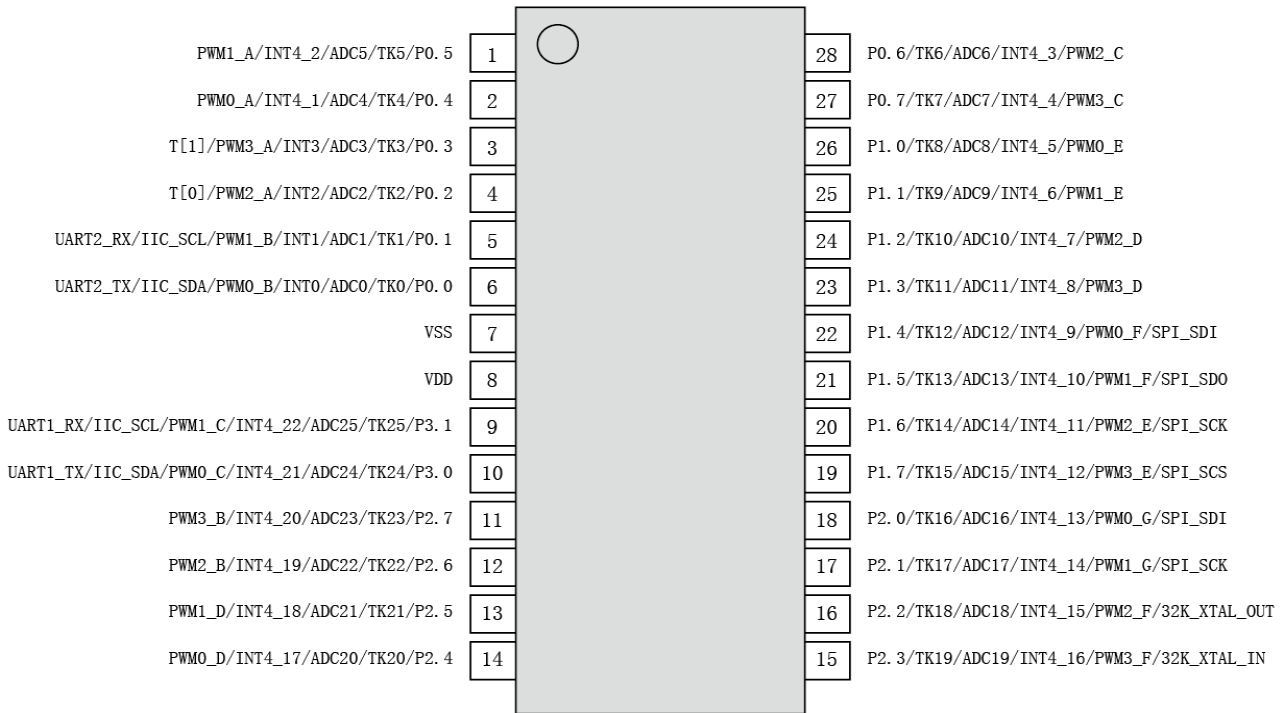 PWM1_A/INT4_2/ADC5/TK5/P0.5 1 28 P0.6/TK6/ADC6/INT4_3/PWM2_C
PWM0_A/INT4_1/ADC4/TK4/P0.4 2 27 P0.7/TK7/ADC7/INT4_4/PWM3_C
T[1]/PWM3_A/INT3/ADC3/TK3/P0.3 3 26 P1.0/TK8/ADC8/INT4_5/PWM0_E
T[0]/PWM2_A/INT2/ADC2/TK2/P0.2 4 25 P1.1/TK9/ADC9/INT4_6/PWM1_E
UART2_RX/IIC_SCL/PWM1_B/INT1/ADC1/TK1/P0.1 5 24 P1.2/TK10/ADC10/INT4_7/PWM2_D
UART2_TX/IIC_SDA/PWM0_B/INT0/ADC0/TK0/P0.0 6 23 P1.3/TK11/ADC11/INT4_8/PWM3_D
VSS 7 22 P1.4/TK12/ADC12/INT4_9/PWM0_F/SPI_SDI
VDD 8 21 P1.5/TK13/ADC13/INT4_10/PWM1_F/SPI_SDO
UART1_RX/IIC_SCL/PWM1_C/INT4_22/ADC25/TK25/P3.1 9 20 P1.6/TK14/ADC14/INT4_11/PWM2_E/SPI_SCK
UART1_TX/IIC_SDA/PWM0_C/INT4_21/ADC24/TK24/P3.0 10 19 P1.7/TK15/ADC15/INT4_12/PWM3_E/SPI_SCS
PWM3_B/INT4_20/ADC23/TK23/P2.7 11 18 P2.0/TK16/ADC16/INT4_13/PWM0_G/SPI_SDI
PWM2_B/INT4_19/ADC22/TK22/P2.6 12 17 P2.1/TK17/ADC17/INT4_14/PWM1_G/SPI_SCK
PWM1_D/INT4_18/ADC21/TK21/P2.5 13 16 P2.2/TK18/ADC18/INT4_15/PWM2_F/32K_XTAL_OUT
PWM0_D/INT4_17/ADC20/TK20/P2.4 14 15 P2.3/TK19/ADC19/INT4_16/PWM3_F/32K_XTAL_IN